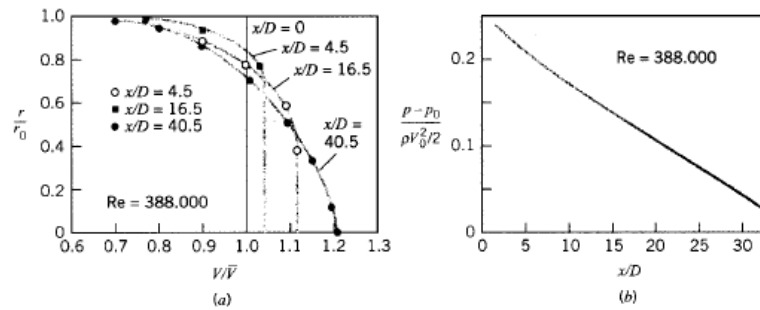 1.0
0.8
0.6
0.4
0.2
0
r
r0
x/D = 0
x/D = 4.5
x/D = 16.5
x/D =
40.5
x/D = 4.5
x/D = 16.5
x/D = 40.5
Re = 388.000
0.6 0.7 0.8 0.9 1.0 1.1 1.2 1.3
V/V̅
(a)
0.2
0.1
0
p − p0
ρV0²/2
Re = 388.000
0 5 10 15 20 25 30
x/D
(b)